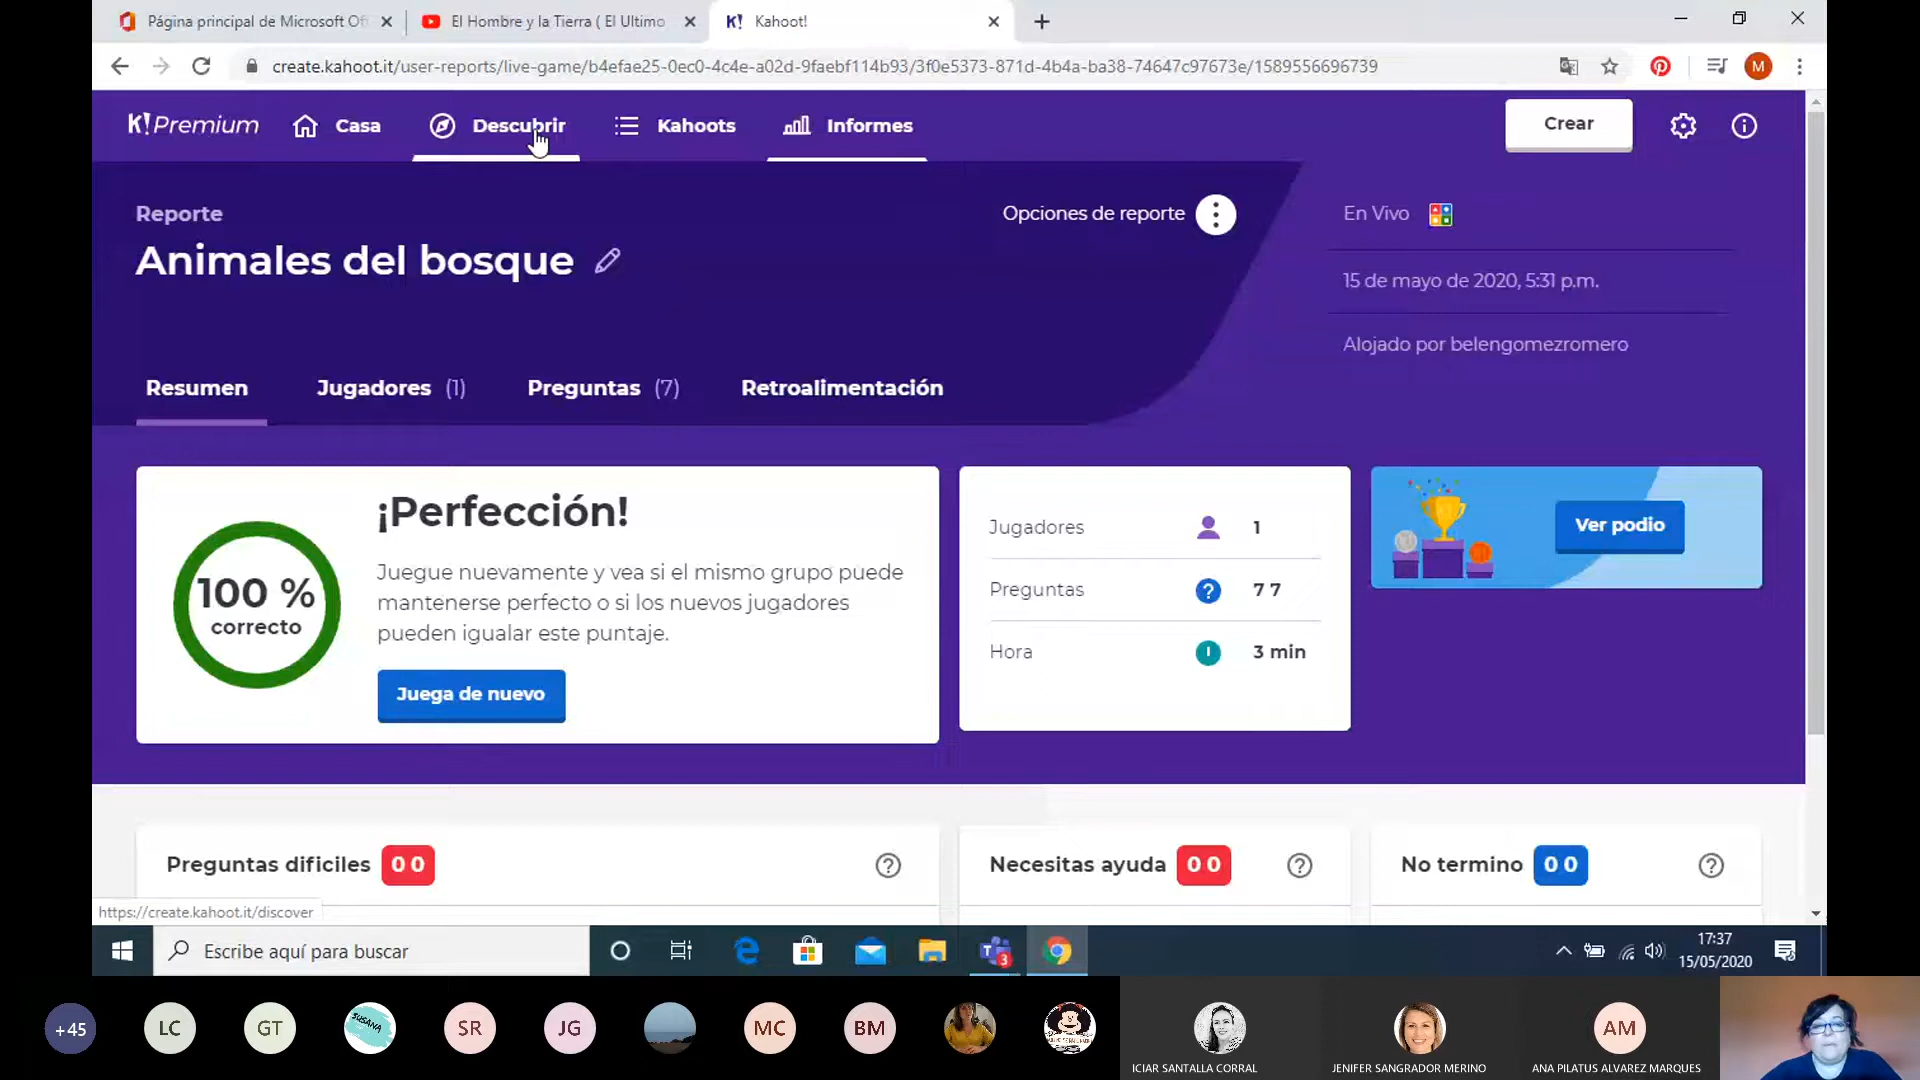 Página principal de Microsoft Of
El Hombre y la Tierra ( El Ultimo
K! Kahoot!
create.kahoot.it/user-reports/live-game/b4efae25-0ec0-4c4e-a02d-9faebf114b93/3f0e5373-871d-4b4a-ba38-74647c97673e/1589556696739
M
K! Premium
Casa
Descubrir
Kahoots
Informes
Crear
Reporte
Opciones de reporte
En Vivo
Animales del bosque
15 de mayo de 2020, 5:31 p.m.
Alojado por belengomezromero
Resumen
Jugadores (1)
Preguntas (7)
Retroalimentación
100 %
correcto
¡Perfección!
Juegue nuevamente y vea si el mismo grupo puede
mantenerse perfecto o si los nuevos jugadores
pueden igualar este puntaje.
Juega de nuevo
Jugadores 1
Preguntas ? 7 7
Hora 3 min
Ver podio
Preguntas dificiles 0 0 ?
Necesitas ayuda 0 0 ?
No termino 0 0 ?
https://create.kahoot.it/discover
Escribe aquí para buscar
3
17:37
15/05/2020
+45
LC
GT
SUSANA
SR
JG
MC
BM
AM
ICIAR SANTALLA CORRAL
JENIFER SANGRADOR MERINO
ANA PILATUS ALVAREZ MARQUES